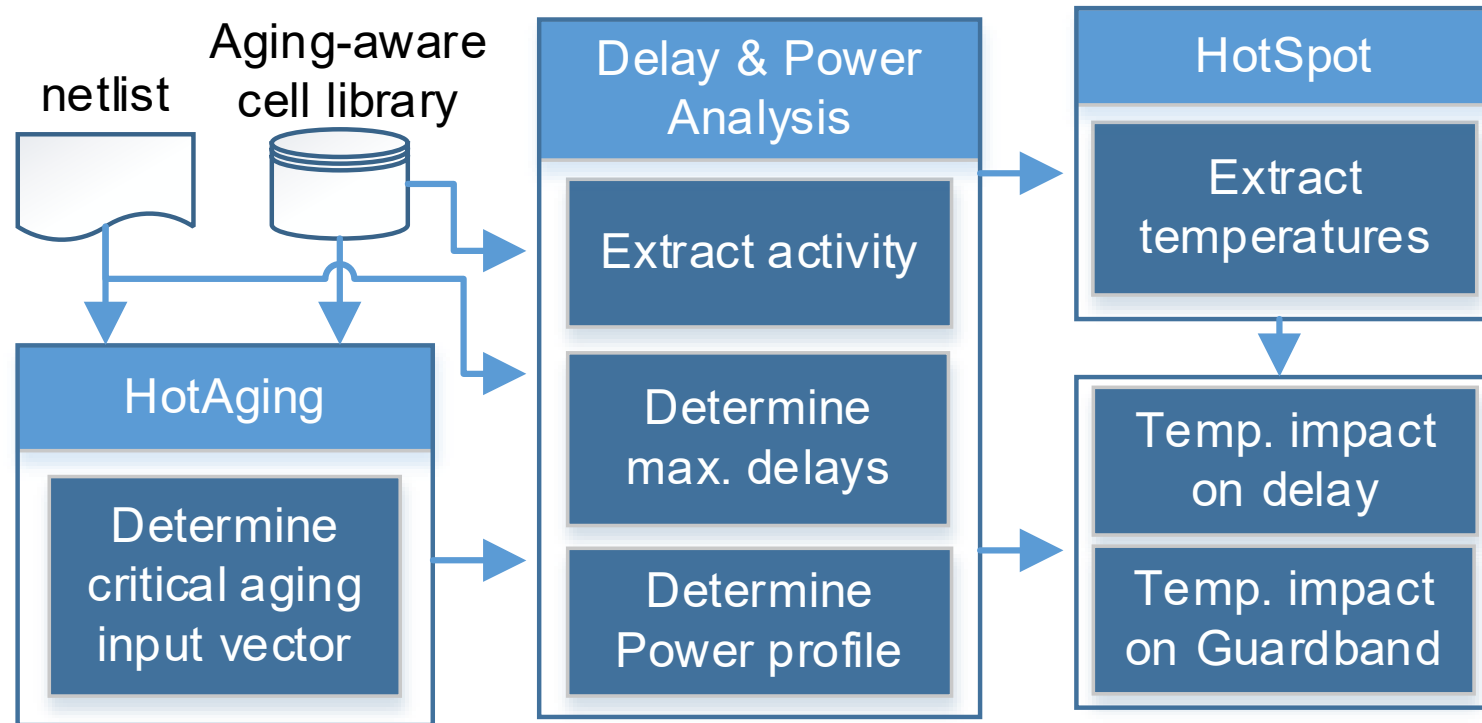 netlist
Aging-aware
cell library
HotAging
Determine
critical aging
input vector
Delay & Power
Analysis
Extract activity
Determine
max. delays
Determine
Power profile
HotSpot
Extract
temperatures
Temp. impact
on delay
Temp. impact
on Guardband